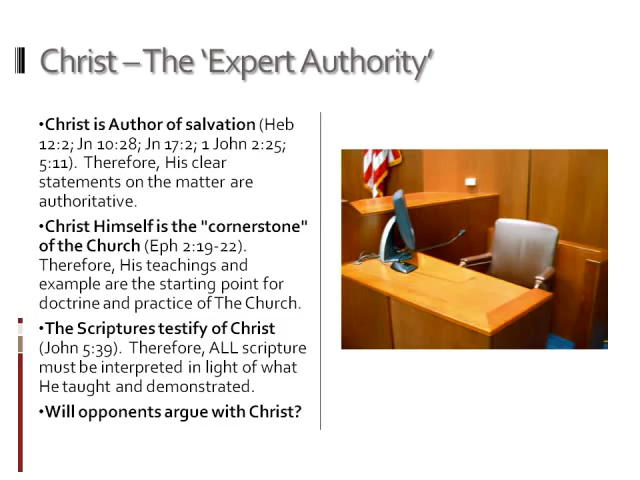 Christ – The ‘Expert Authority’
•Christ is Author of salvation (Heb
12:2; Jn 10:28; Jn 17:2; 1 John 2:25;
5:11). Therefore, His clear
statements on the matter are
authoritative.
•Christ Himself is the "cornerstone"
of the Church (Eph 2:19-22).
Therefore, His teachings and
example are the starting point for
doctrine and practice of The Church.
•The Scriptures testify of Christ
(John 5:39). Therefore, ALL scripture
must be interpreted in light of what
He taught and demonstrated.
•Will opponents argue with Christ?